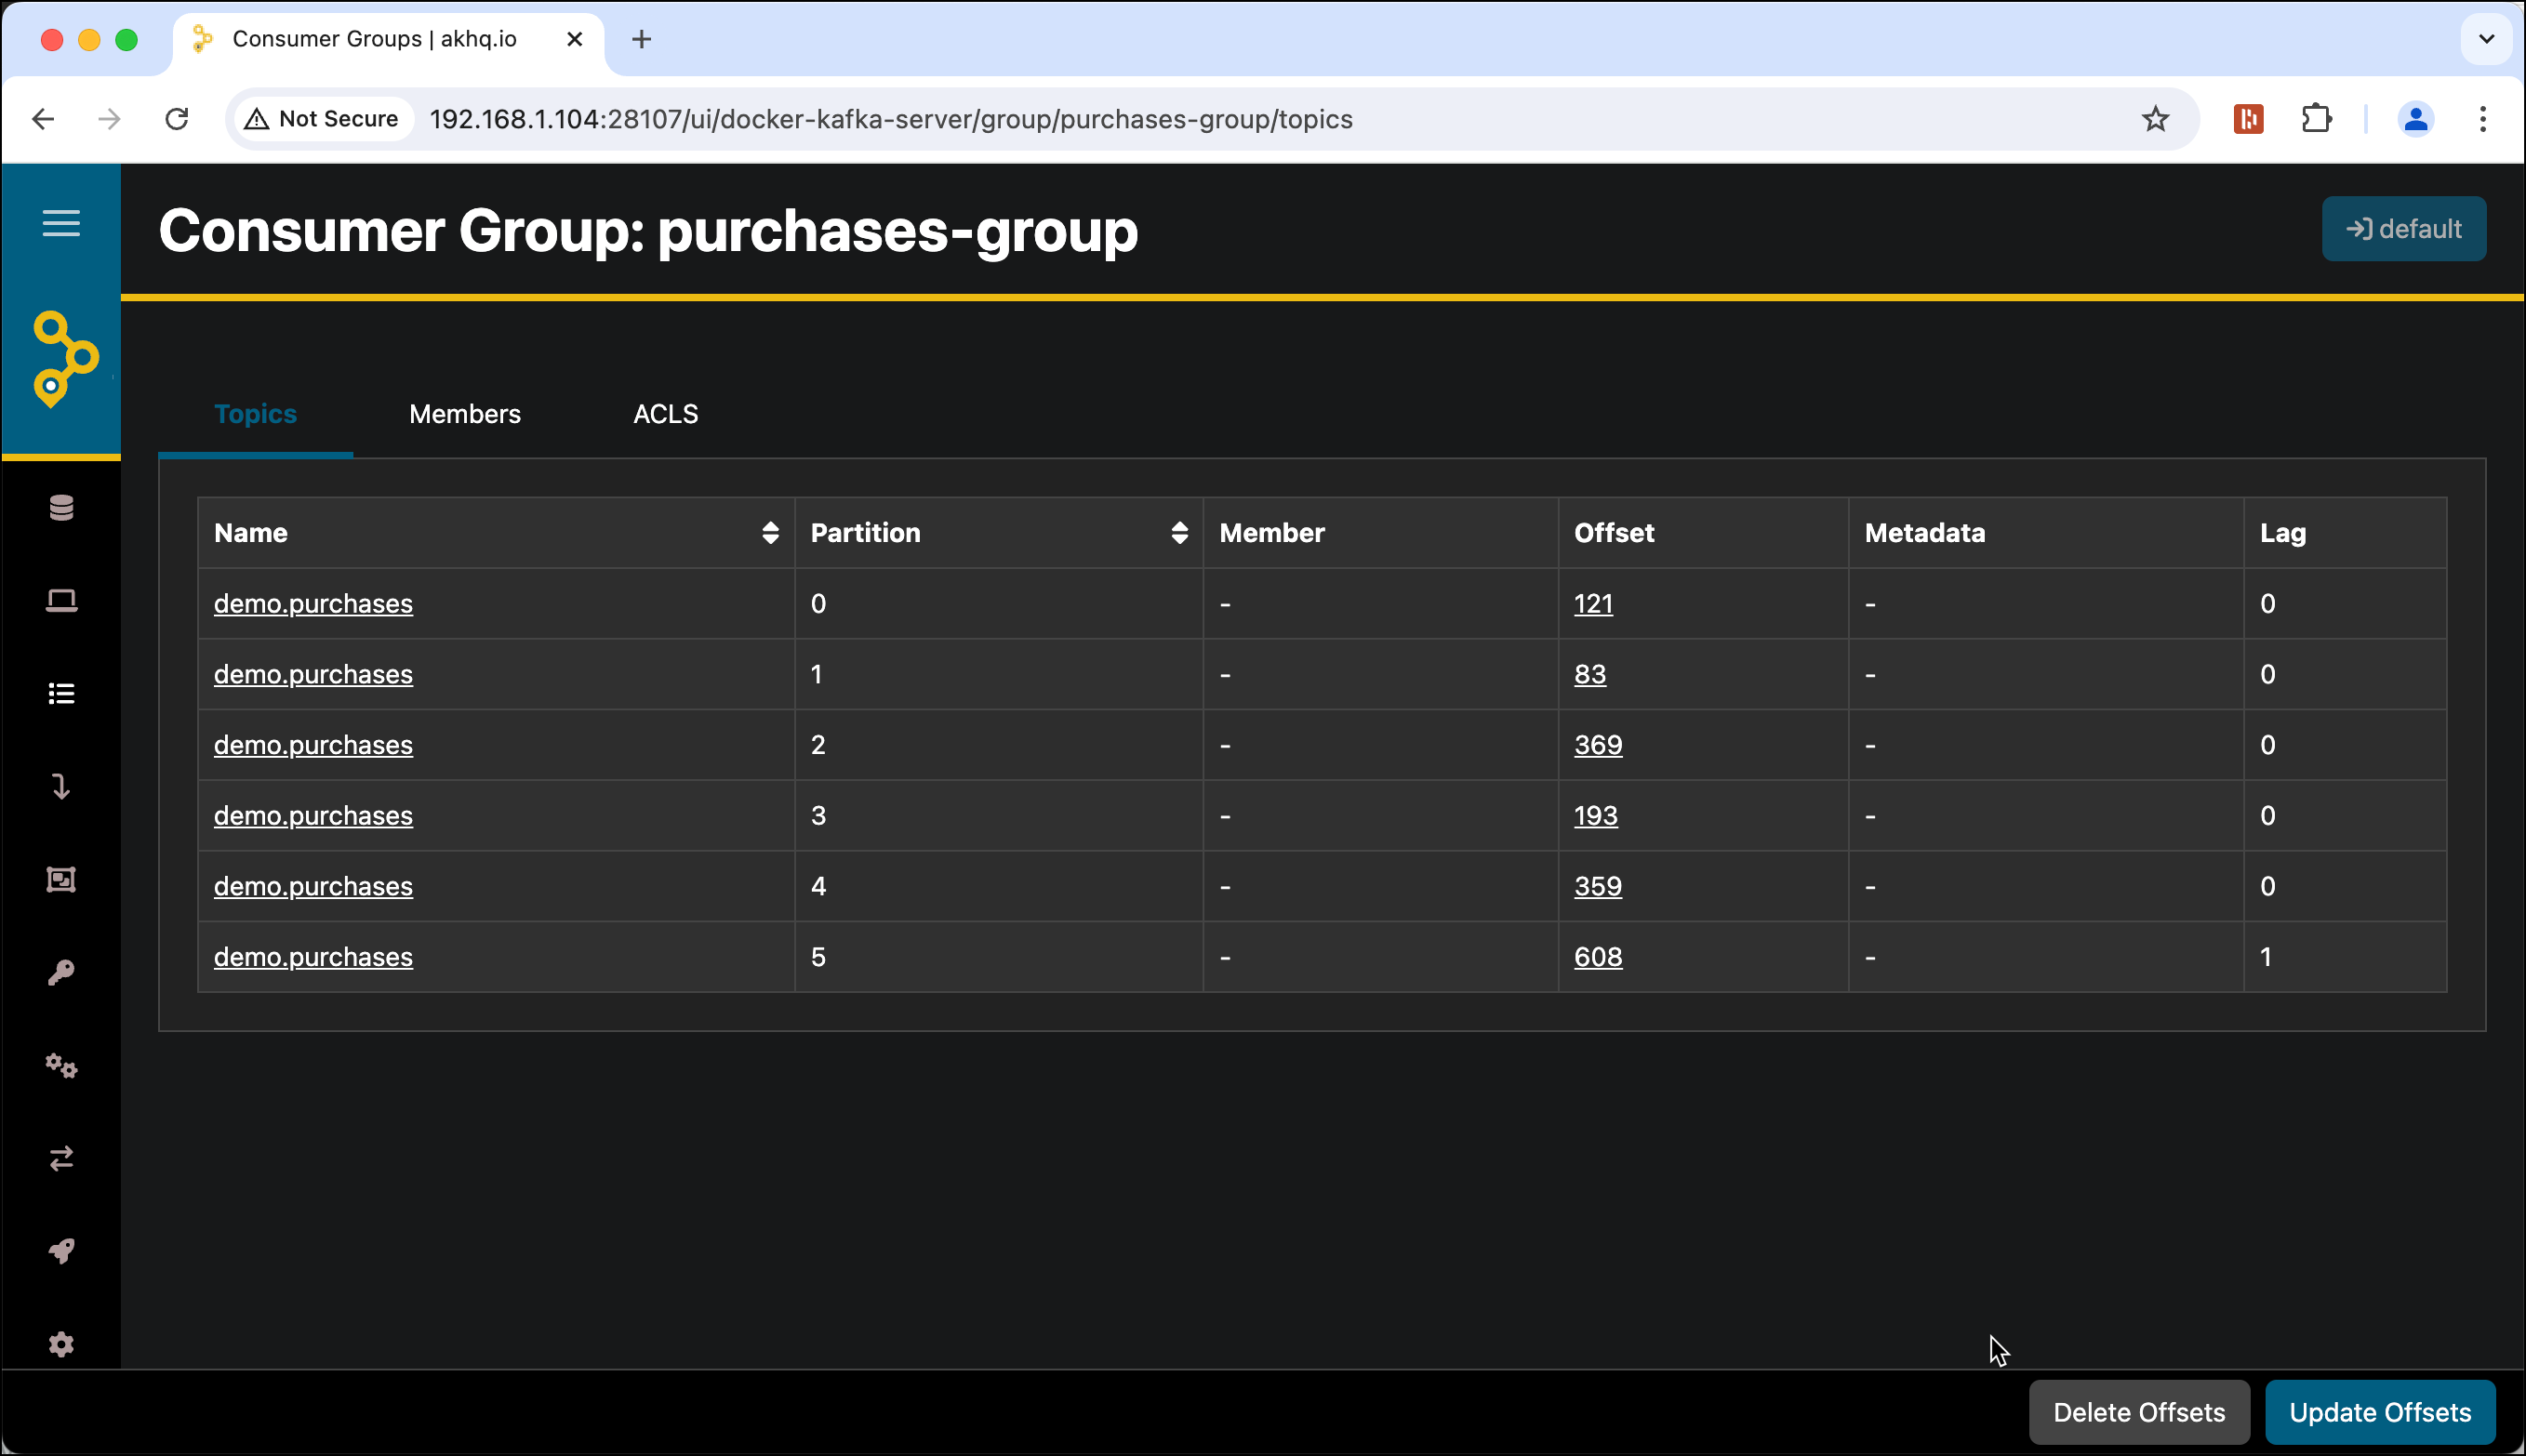 Consumer Groups | akhq.io
Not Secure 192.168.1.104:28107/ui/docker-kafka-server/group/purchases-group/topics
Consumer Group: purchases-group
default
Topics Members ACLS
Name Partition Member Offset Metadata Lag
demo.purchases 0 - 121 - 0
demo.purchases 1 - 83 - 0
demo.purchases 2 - 369 - 0
demo.purchases 3 - 193 - 0
demo.purchases 4 - 359 - 0
demo.purchases 5 - 608 - 1
Delete Offsets Update Offsets